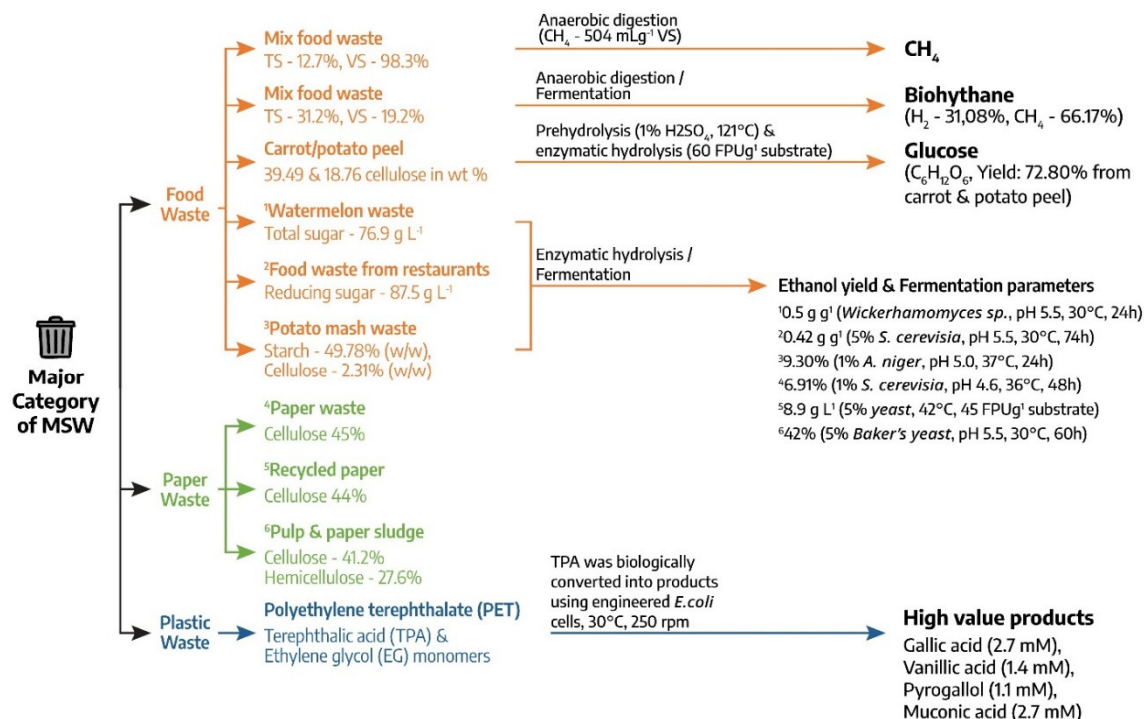 Major
Category
of MSW
Food
Waste
Mix food waste
TS - 12.7%, VS - 98.3%
Anaerobic digestion
(CH₄ - 504 mLg⁻¹ VS)
CH₄
Mix food waste
TS - 31.2%, VS - 19.2%
Anaerobic digestion /
Fermentation
Biohythane
(H₂ - 31,08%, CH₄ - 66.17%)
Carrot/potato peel
39.49 & 18.76 cellulose in wt %
Prehydrolysis (1% H2SO₄, 121°C) &
enzymatic hydrolysis (60 FPUg¹ substrate)
Glucose
(C₆H₁₂O₆, Yield: 72.80% from
carrot & potato peel)
¹Watermelon waste
Total sugar - 76.9 g L⁻¹
²Food waste from restaurants
Reducing sugar - 87.5 g L⁻¹
³Potato mash waste
Starch - 49.78% (w/w),
Cellulose - 2.31% (w/w)
Enzymatic hydrolysis /
Fermentation
Ethanol yield & Fermentation parameters
¹0.5 g g¹ (Wickerhamomyces sp., pH 5.5, 30°C, 24h)
²0.42 g g¹ (5% S. cerevisia, pH 5.5, 30°C, 74h)
³9.30% (1% A. niger, pH 5.0, 37°C, 24h)
⁴6.91% (1% S. cerevisia, pH 4.6, 36°C, 48h)
⁵8.9 g L¹ (5% yeast, 42°C, 45 FPUg¹ substrate)
⁶42% (5% Baker's yeast, pH 5.5, 30°C, 60h)
Paper
Waste
⁴Paper waste
Cellulose 45%
⁵Recycled paper
Cellulose 44%
⁶Pulp & paper sludge
Cellulose - 41.2%
Hemicellulose - 27.6%
Plastic
Waste
Polyethylene terephthalate (PET)
Terephthalic acid (TPA) &
Ethylene glycol (EG) monomers
TPA was biologically
converted into products
using engineered E.coli
cells, 30°C, 250 rpm
High value products
Gallic acid (2.7 mM),
Vanillic acid (1.4 mM),
Pyrogallol (1.1 mM),
Muconic acid (2.7 mM)